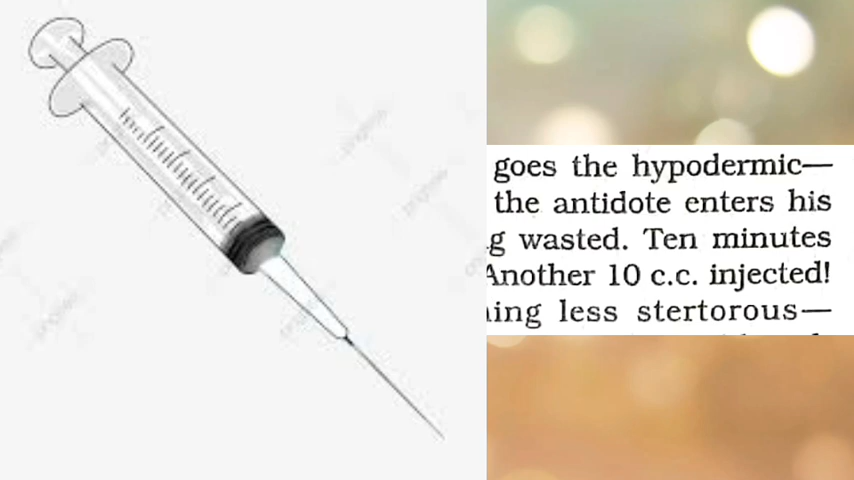 goes the hypodermic—
the antidote enters his
g wasted. Ten minutes
Another 10 c.c. injected!
ing less stertorous—